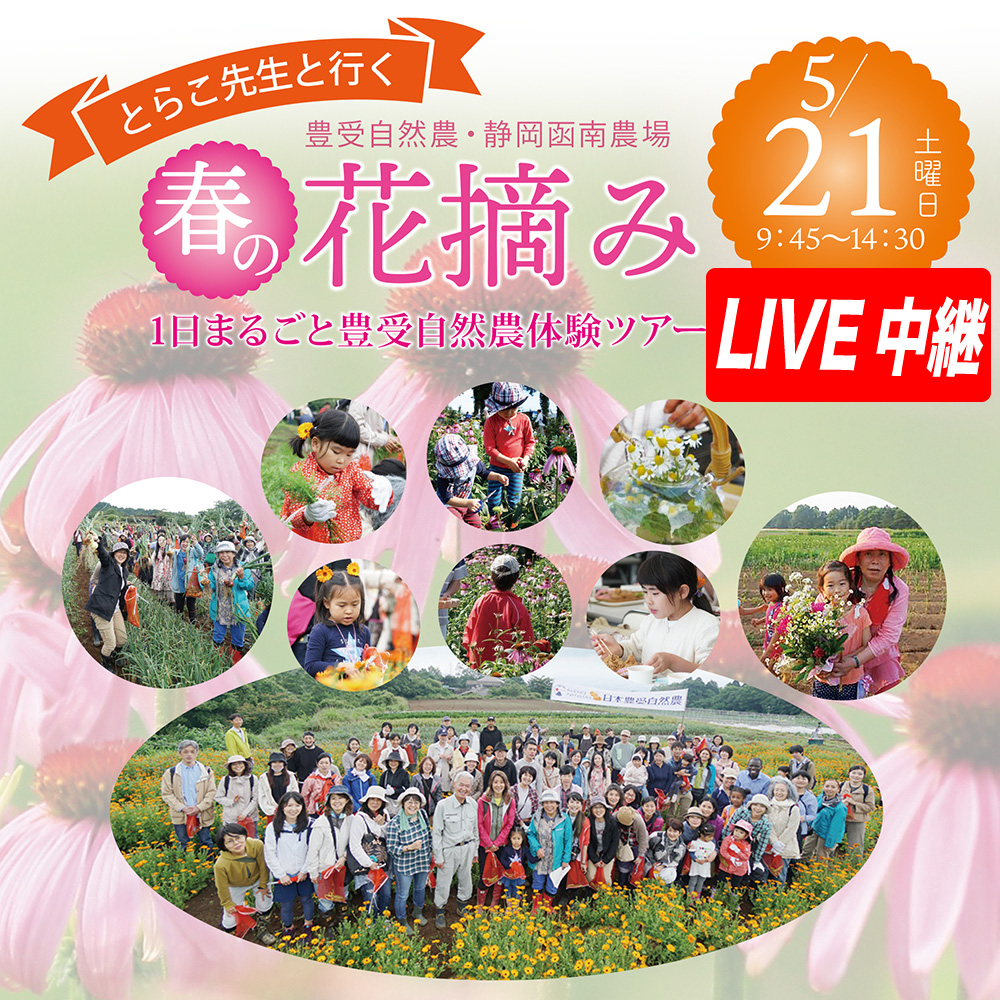 とらこ先生と行く
豊受自然農・静岡函南農場
春の花摘み
1日まるごと豊受自然農体験ツアー
5/21土曜日
9：45〜14：30
LIVE 中継
日本豊受自然農